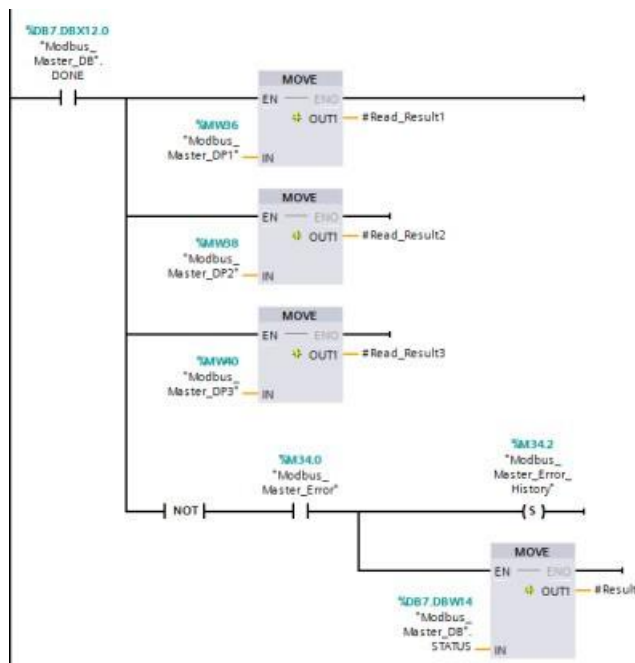 %DB7.DBX12.0
"Modbus_
Master_DB".
DONE
MOVE
EN ENO
OUT1 #Read_Result1
%MW36
"Modbus_
Master_DP1" IN
MOVE
EN ENO
OUT1 #Read_Result2
%MW38
"Modbus_
Master_DP2" IN
MOVE
EN ENO
OUT1 #Read_Result3
%MW40
"Modbus_
Master_DP3" IN
%M34.0
"Modbus_
Master_Error"
%M34.2
"Modbus_
Master_Error_
History"
NOT
S
MOVE
EN ENO
OUT1 #Result
%DB7.DBW14
"Modbus_
Master_DB".
STATUS IN